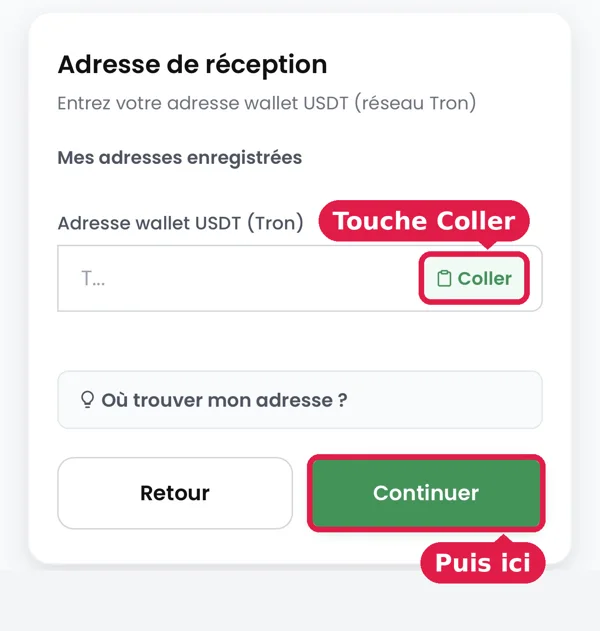 Adresse de réception
Entrez votre adresse wallet USDT (réseau Tron)
Mes adresses enregistrées
Adresse wallet USDT (Tron)
Touche Coller
T...
Coller
Où trouver mon adresse ?
Retour
Continuer
Puis ici